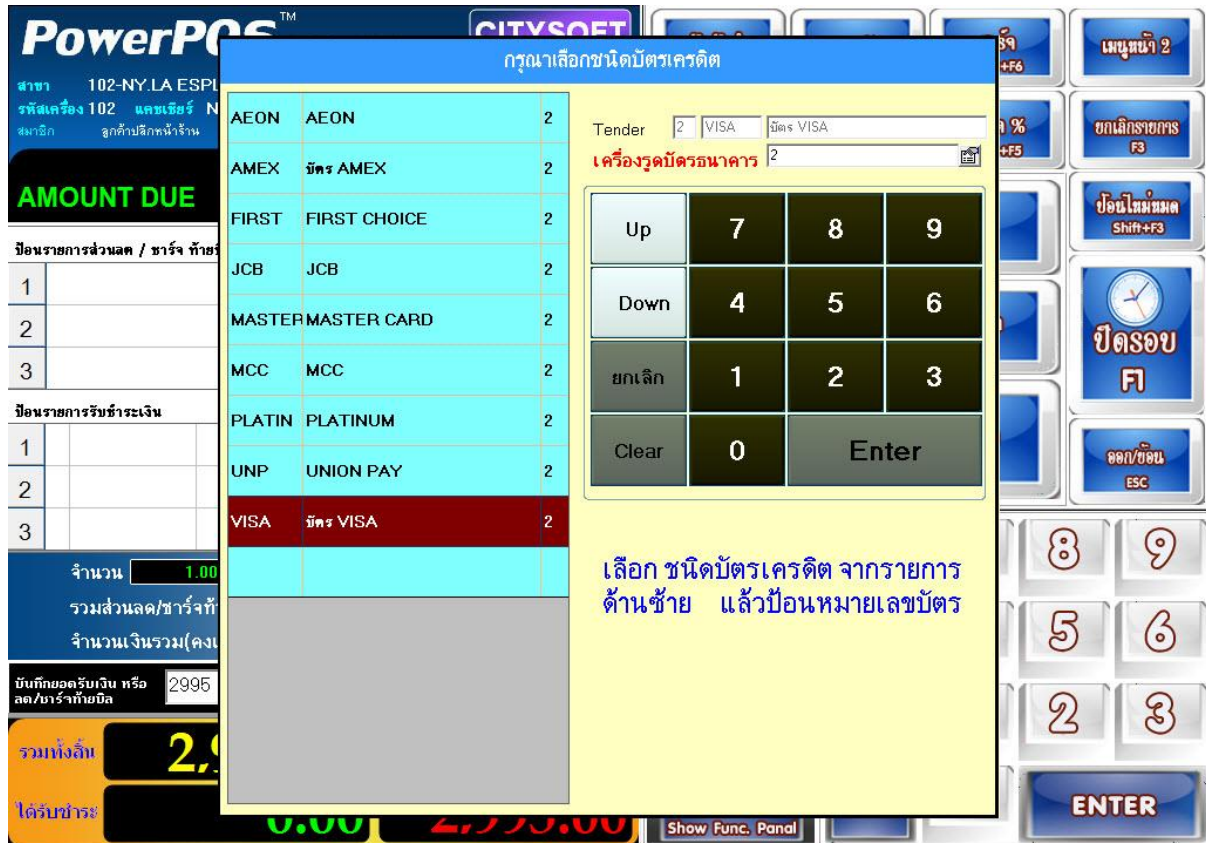 PowerPOS TM
CITYSOFT
สาขา 102-NY.LA ESPL
รหัสเครื่อง 102 แคชเชียร์ N
สมาชิก ลูกค้าปลีกหน้าร้าน
AMOUNT DUE
ป้อนรายการส่วนลด / ชาร์จ ท้ายบิ
1
2
3
ป้อนรายการรับชำระเงิน
1
2
3
จำนวน 1.00
รวมส่วนลด/ชาร์จท้า
จำนวนเงินรวม(คงเ
บันทึกยอดรับเงิน หรือ
ลด/ชาร์จท้ายบิล
2995
รวมทั้งสิ้น 2,9
ได้รับชำระ 0.00 2,995.00
กรุณาเลือกชนิดบัตรเครดิต
AEON AEON 2
AMEX บัตร AMEX 2
FIRST FIRST CHOICE 2
JCB JCB 2
MASTER MASTER CARD 2
MCC MCC 2
PLATIN PLATINUM 2
UNP UNION PAY 2
VISA บัตร VISA 2
Tender 2 VISA บัตร VISA
เครื่องรูดบัตรธนาคาร 2
Up 7 8 9
Down 4 5 6
ยกเลิก 1 2 3
Clear 0 Enter
เลือก ชนิดบัตรเครดิต จากรายการ
ด้านซ้าย แล้วป้อนหมายเลขบัตร
+F6
เมนูหน้า 2
%
+F5
ยกเลิกรายการ
F3
ป้อนใหม่หมด
Shift+F3
ปิดรอบ
F1
ออก/ย้อน
ESC
8 9
5 6
2 3
ENTER
Show Func. Panal